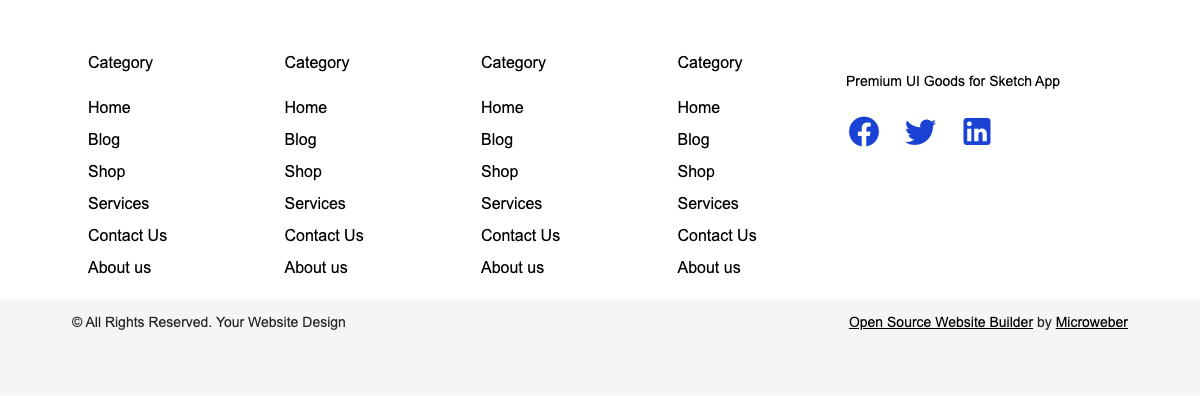 Category
Home
Blog
Shop
Services
Contact Us
About us
Category
Home
Blog
Shop
Services
Contact Us
About us
Category
Home
Blog
Shop
Services
Contact Us
About us
Category
Home
Blog
Shop
Services
Contact Us
About us
Premium UI Goods for Sketch App
© All Rights Reserved. Your Website Design
Open Source Website Builder by Microweber